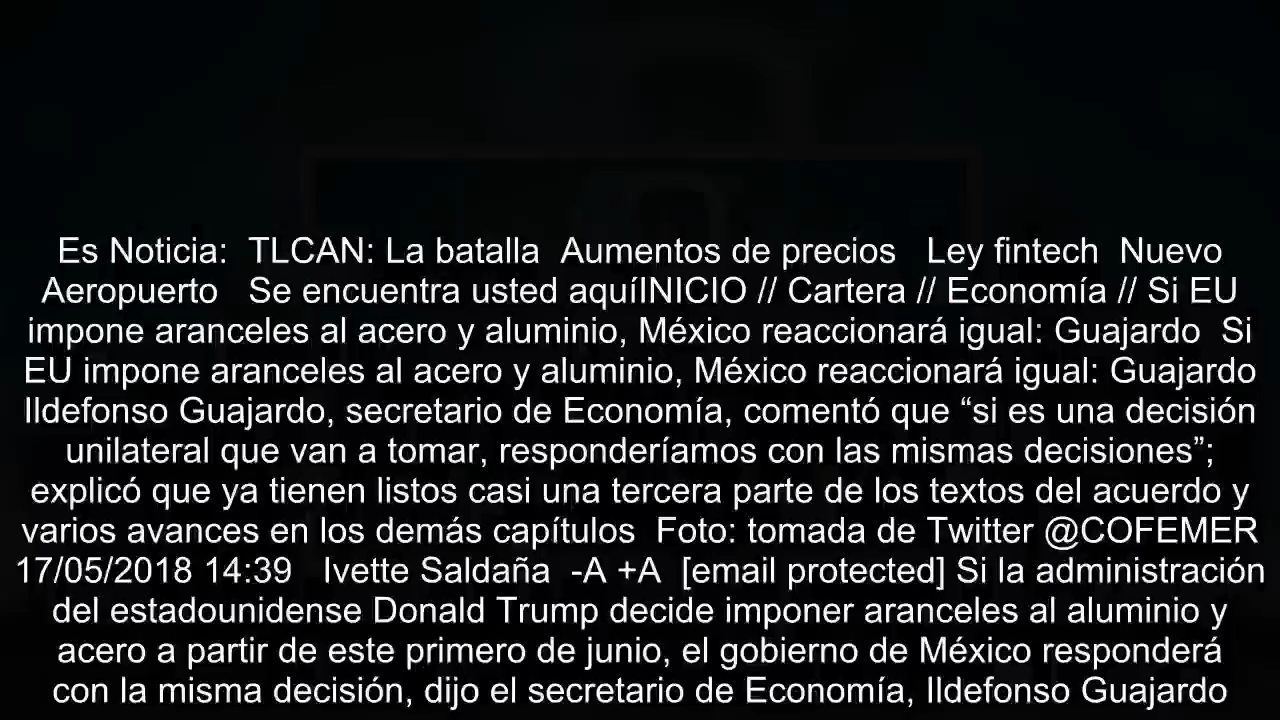 Es Noticia:  TLCAN: La batalla  Aumentos de precios   Ley fintech  Nuevo
Aeropuerto   Se encuentra usted aquíINICIO // Cartera // Economía // Si EU
impone aranceles al acero y aluminio, México reaccionará igual: Guajardo  Si
EU impone aranceles al acero y aluminio, México reaccionará igual: Guajardo
Ildefonso Guajardo, secretario de Economía, comentó que “si es una decisión
unilateral que van a tomar, responderíamos con las mismas decisiones”;
explicó que ya tienen listos casi una tercera parte de los textos del acuerdo y
varios avances en los demás capítulos  Foto: tomada de Twitter @COFEMER
17/05/2018 14:39   Ivette Saldaña  -A +A  [email protected] Si la administración
del estadounidense Donald Trump decide imponer aranceles al aluminio y
acero a partir de este primero de junio, el gobierno de México responderá
con la misma decisión, dijo el secretario de Economía, Ildefonso Guajardo